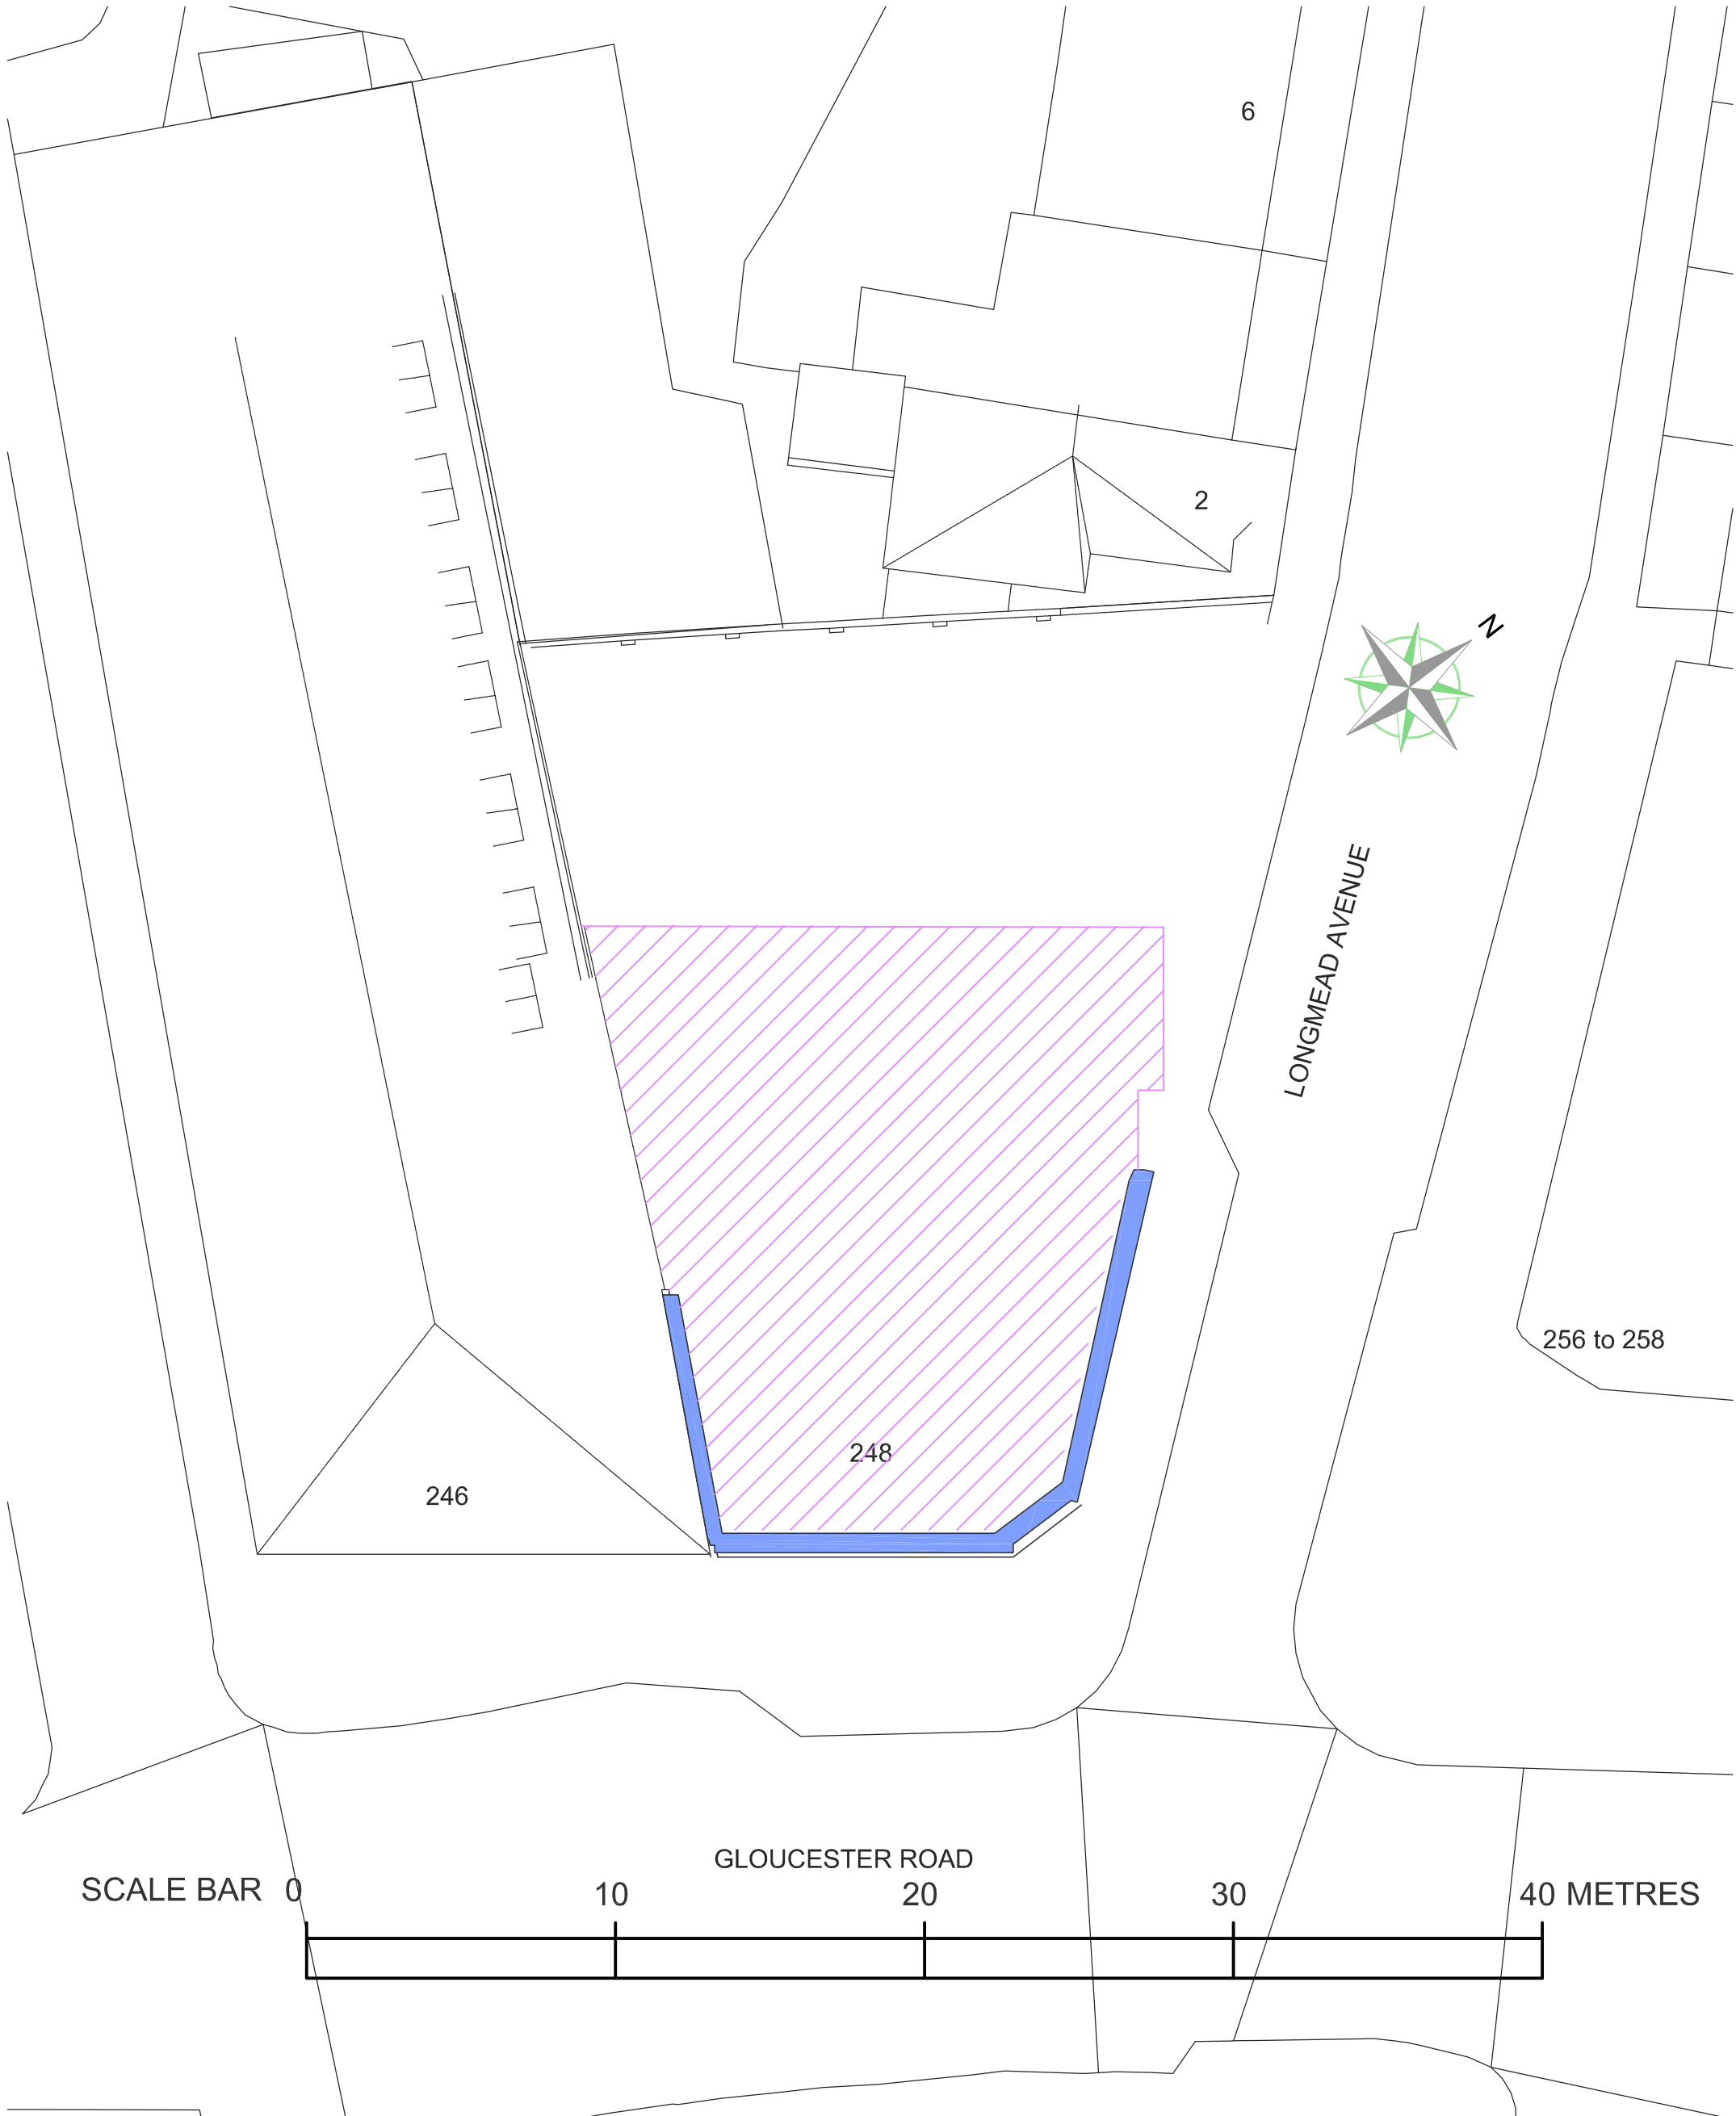 6
2
N
LONGMEAD AVENUE
256 to 258
248
246
GLOUCESTER ROAD
SCALE BAR 0 10 20 30 40 METRES